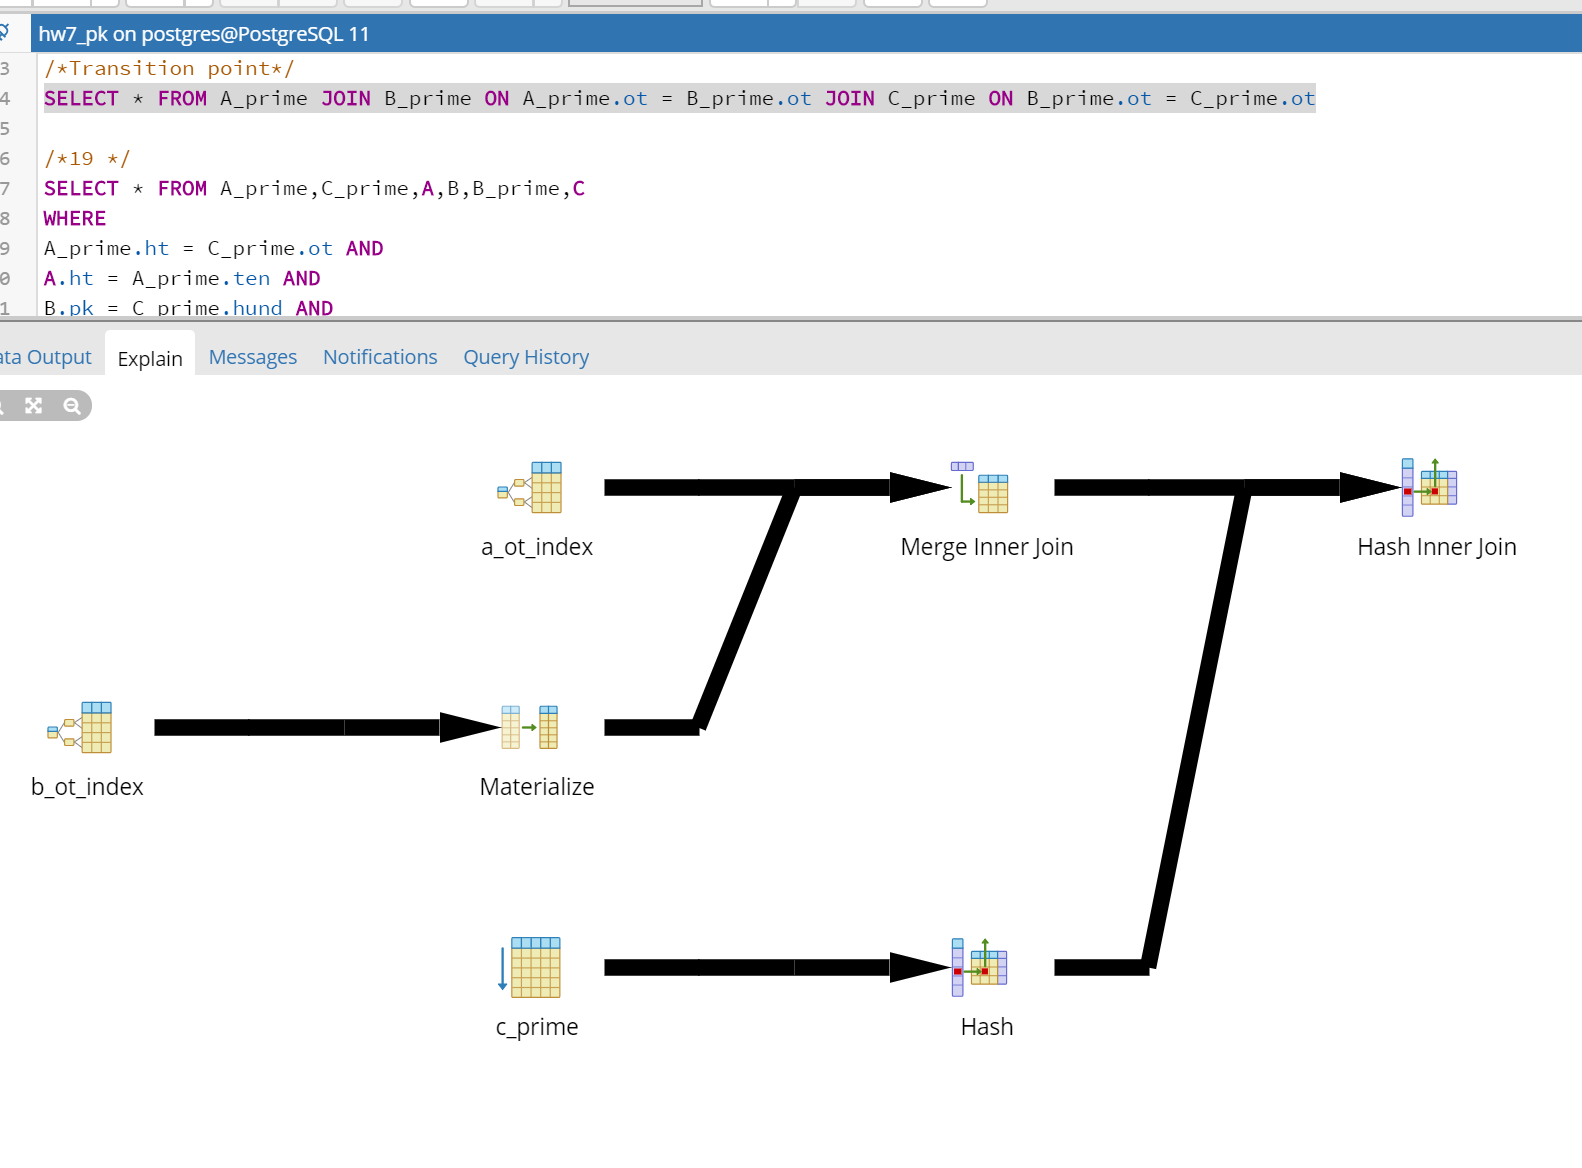 hw7_pk on postgres@PostgreSQL 11
3 /*Transition point*/
4 SELECT * FROM A_prime JOIN B_prime ON A_prime.ot = B_prime.ot JOIN C_prime ON B_prime.ot = C_prime.ot
5
6 /*19 */
7 SELECT * FROM A_prime,C_prime,A,B,B_prime,C
8 WHERE
9 A_prime.ht = C_prime.ot AND
0 A.ht = A_prime.ten AND
1 B.pk = C_prime.hund AND
ata Output Explain Messages Notifications Query History
a_ot_index
Merge Inner Join
Hash Inner Join
b_ot_index
Materialize
c_prime
Hash